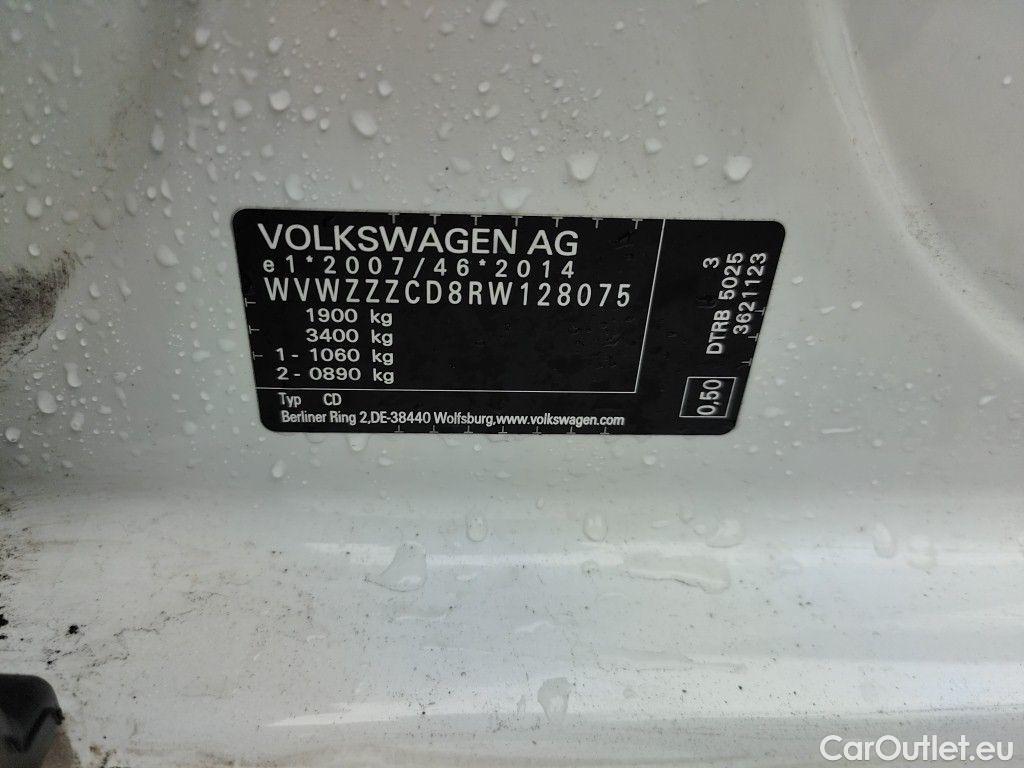 VOLKSWAGEN AG
e1*2007/46*2014
WVWZZZCD8RW128075
1900 kg
3400 kg
1 - 1060 kg
2 - 0890 kg
Typ CD
Berliner Ring 2,DE-38440 Wolfsburg,www.volkswagen.com
3
DTRB 5025
3621123
0,50
CarOutlet.eu